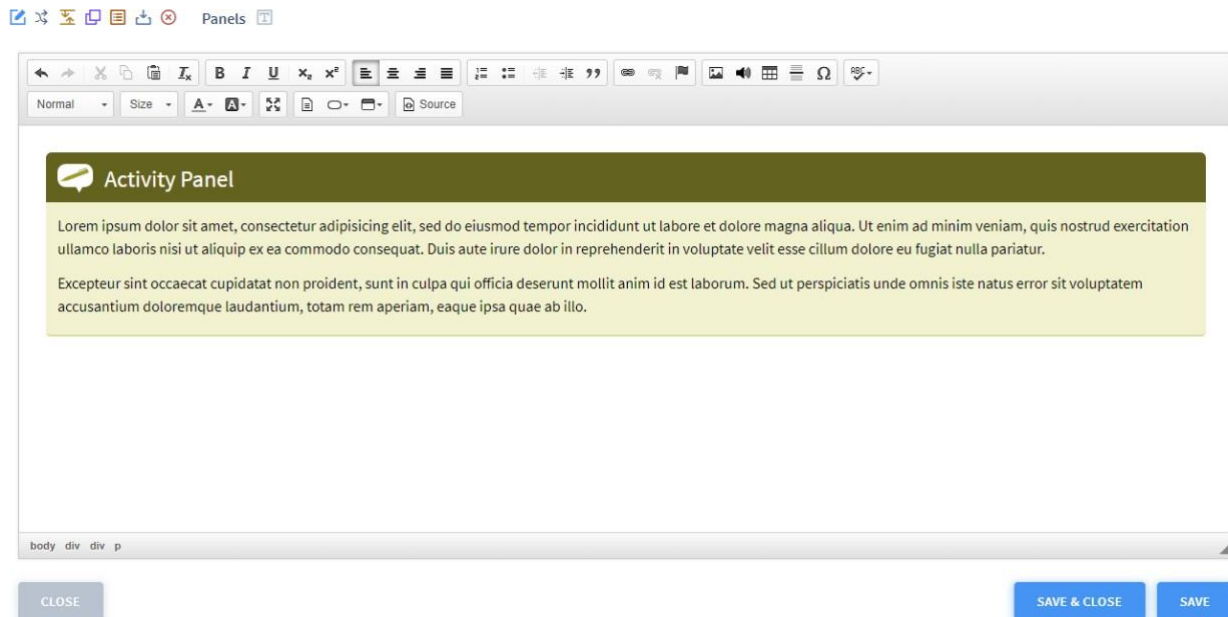 Panels
Normal Size A A Source
Activity Panel
Lorem ipsum dolor sit amet, consectetur adipisicing elit, sed do eiusmod tempor incididunt ut labore et dolore magna aliqua. Ut enim ad minim veniam, quis nostrud exercitation
ullamco laboris nisi ut aliquip ex ea commodo consequat. Duis aute irure dolor in reprehenderit in voluptate velit esse cillum dolore eu fugiat nulla pariatur.
Excepteur sint occaecat cupidatat non proident, sunt in culpa qui officia deserunt mollit anim id est laborum. Sed ut perspiciatis unde omnis iste natus error sit voluptatem
accusantium doloremque laudantium, totam rem aperiam, eaque ipsa quae ab illo.
body div div p
CLOSE SAVE & CLOSE SAVE